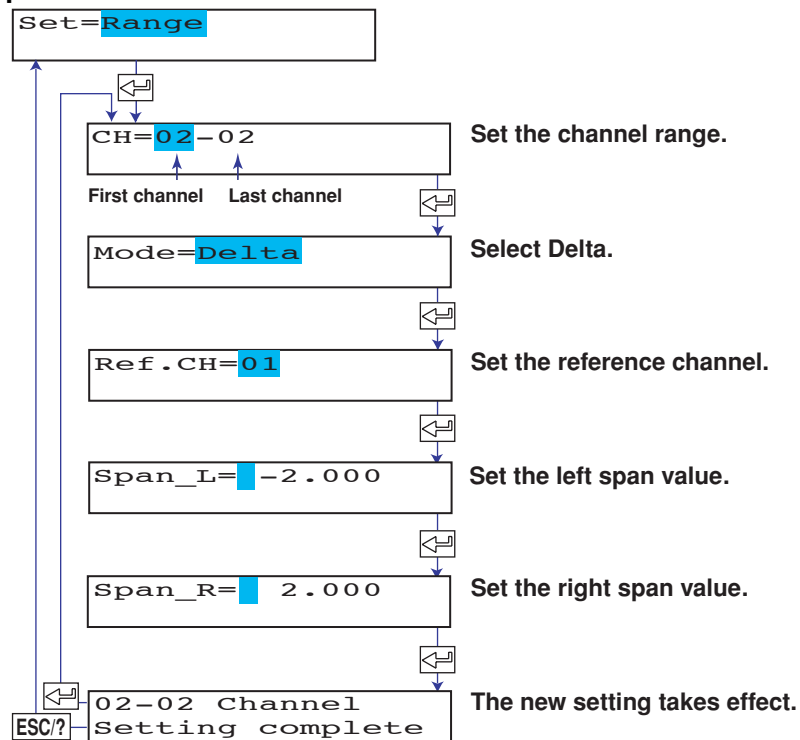 Set=Range
CH=02-02
Set the channel range.
First channel Last channel
Mode=Delta
Select Delta.
Ref.CH=01
Set the reference channel.
Span_L= -2.000
Set the left span value.
Span_R= 2.000
Set the right span value.
02-02 Channel
The new setting takes effect.
ESC/?
Setting complete